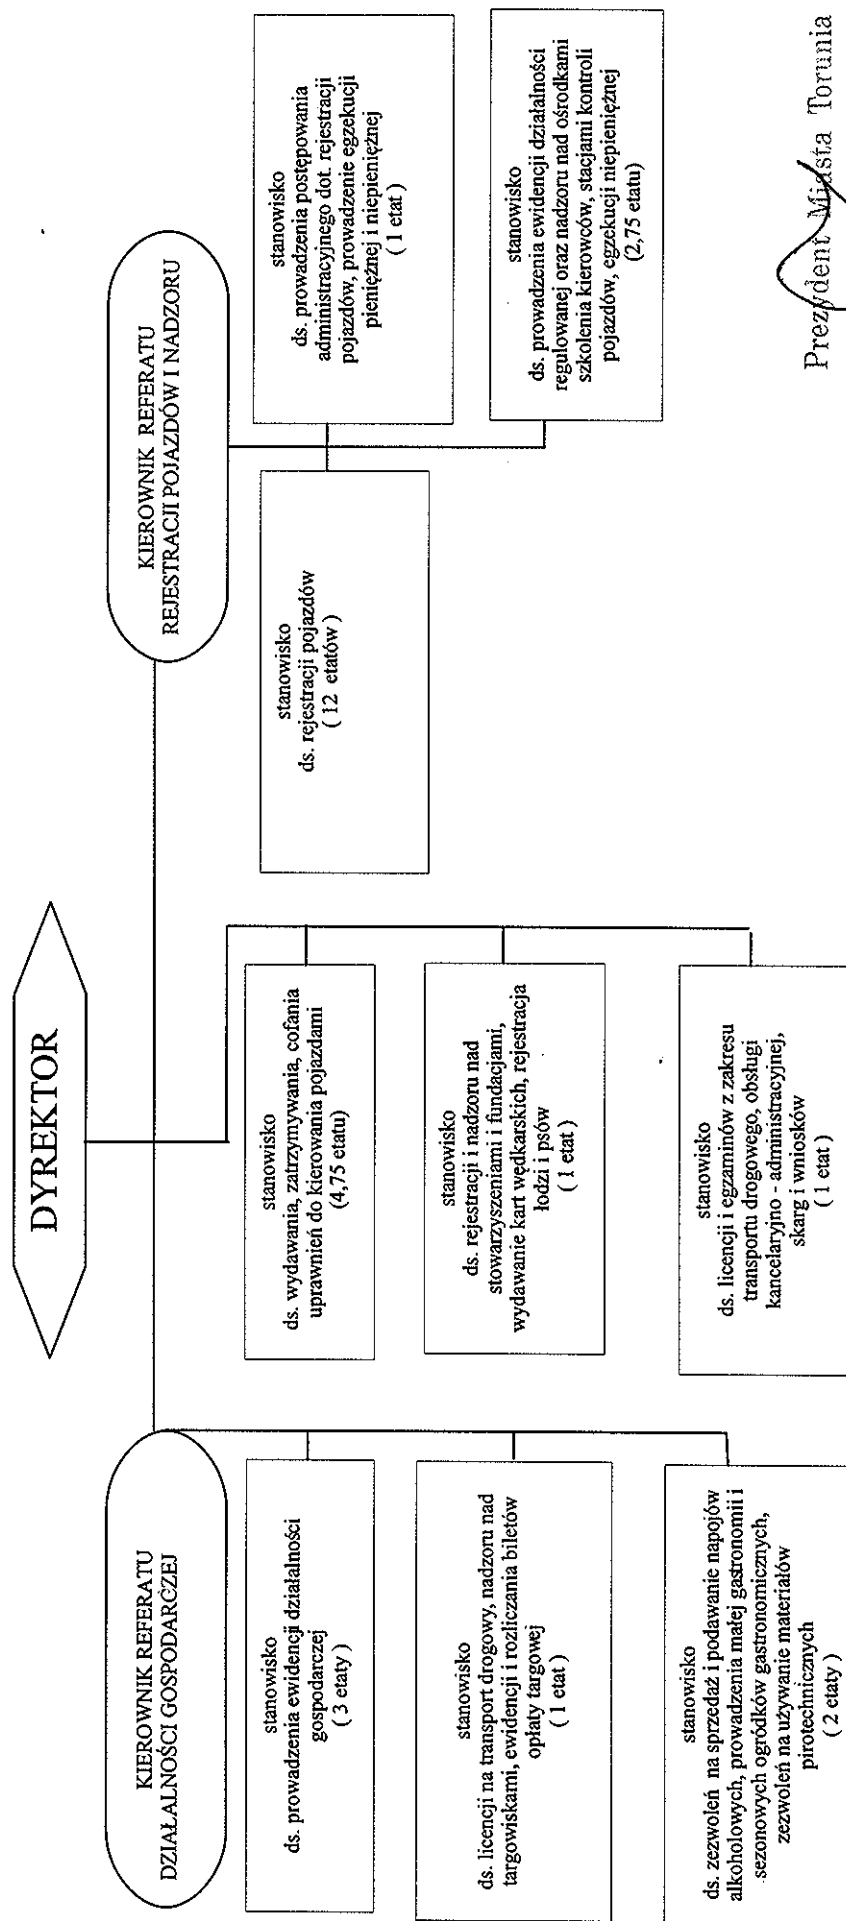 DYREKTOR
KIEROWNIK REFERATU
DZIAŁALNOŚCI GOSPODARCZEJ
stanowisko
ds. prowadzenia ewidencji działalności
gospodarczej
( 3 etaty )
stanowisko
ds. licencji na transport drogowy, nadzoru nad
targowiskami, ewidencji i rozliczania biletów
opłaty targowej
( 1 etat )
stanowisko
ds. zezwoleń na sprzedaż i podawanie napojów
alkoholowych, prowadzenia małej gastronomii i
sezonowych ogródków gastronomicznych,
zezwoleń na używanie materiałów
pirotechnicznych
( 2 etaty )
stanowisko
ds. wydawania, zatrzymywania, cofania
uprawnień do kierowania pojazdami
(4,75 etatu)
stanowisko
ds. rejestracji i nadzoru nad
stowarzyszeniami i fundacjami,
wydawanie kart wędkarskich, rejestracja
łodzi i psów
( 1 etat )
stanowisko
ds. licencji i egzaminów z zakresu
transportu drogowego, obsługi
kancelaryjno - administracyjnej,
skarg i wniosków
( 1 etat )
KIEROWNIK REFERATU
REJESTRACJI POJAZDÓW I NADZORU
stanowisko
ds. rejestracji pojazdów
( 12 etatów )
stanowisko
ds. prowadzenia postępowania
administracyjnego dot. rejestracji
pojazdów, prowadzenie egzekucji
pieniężnej i niepieniężnej
( 1 etat )
stanowisko
ds. prowadzenia ewidencji działalności
regulowanej oraz nadzoru nad ośrodkami
szkolenia kierowców, stacjami kontroli
pojazdów, egzekucji niepieniężnej
(2,75 etatu)
Prezydent Miasta Torunia